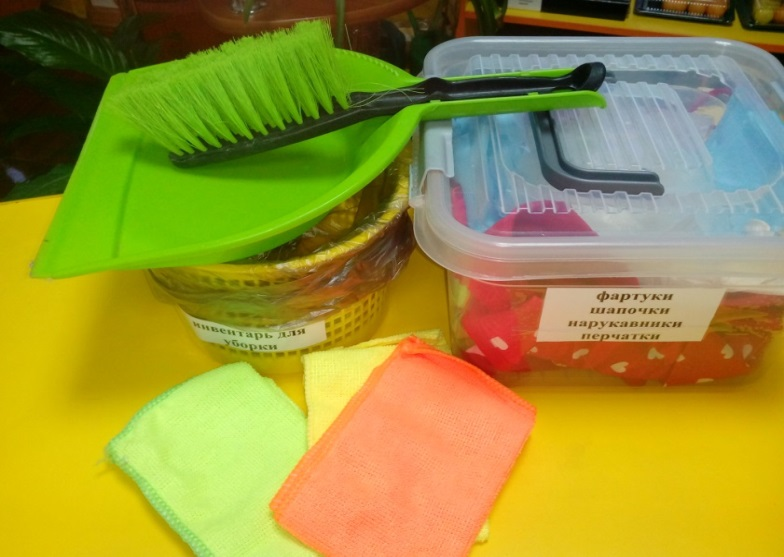 инвентарь для
уборки
фартуки
шапочки
нарукавники
перчатки